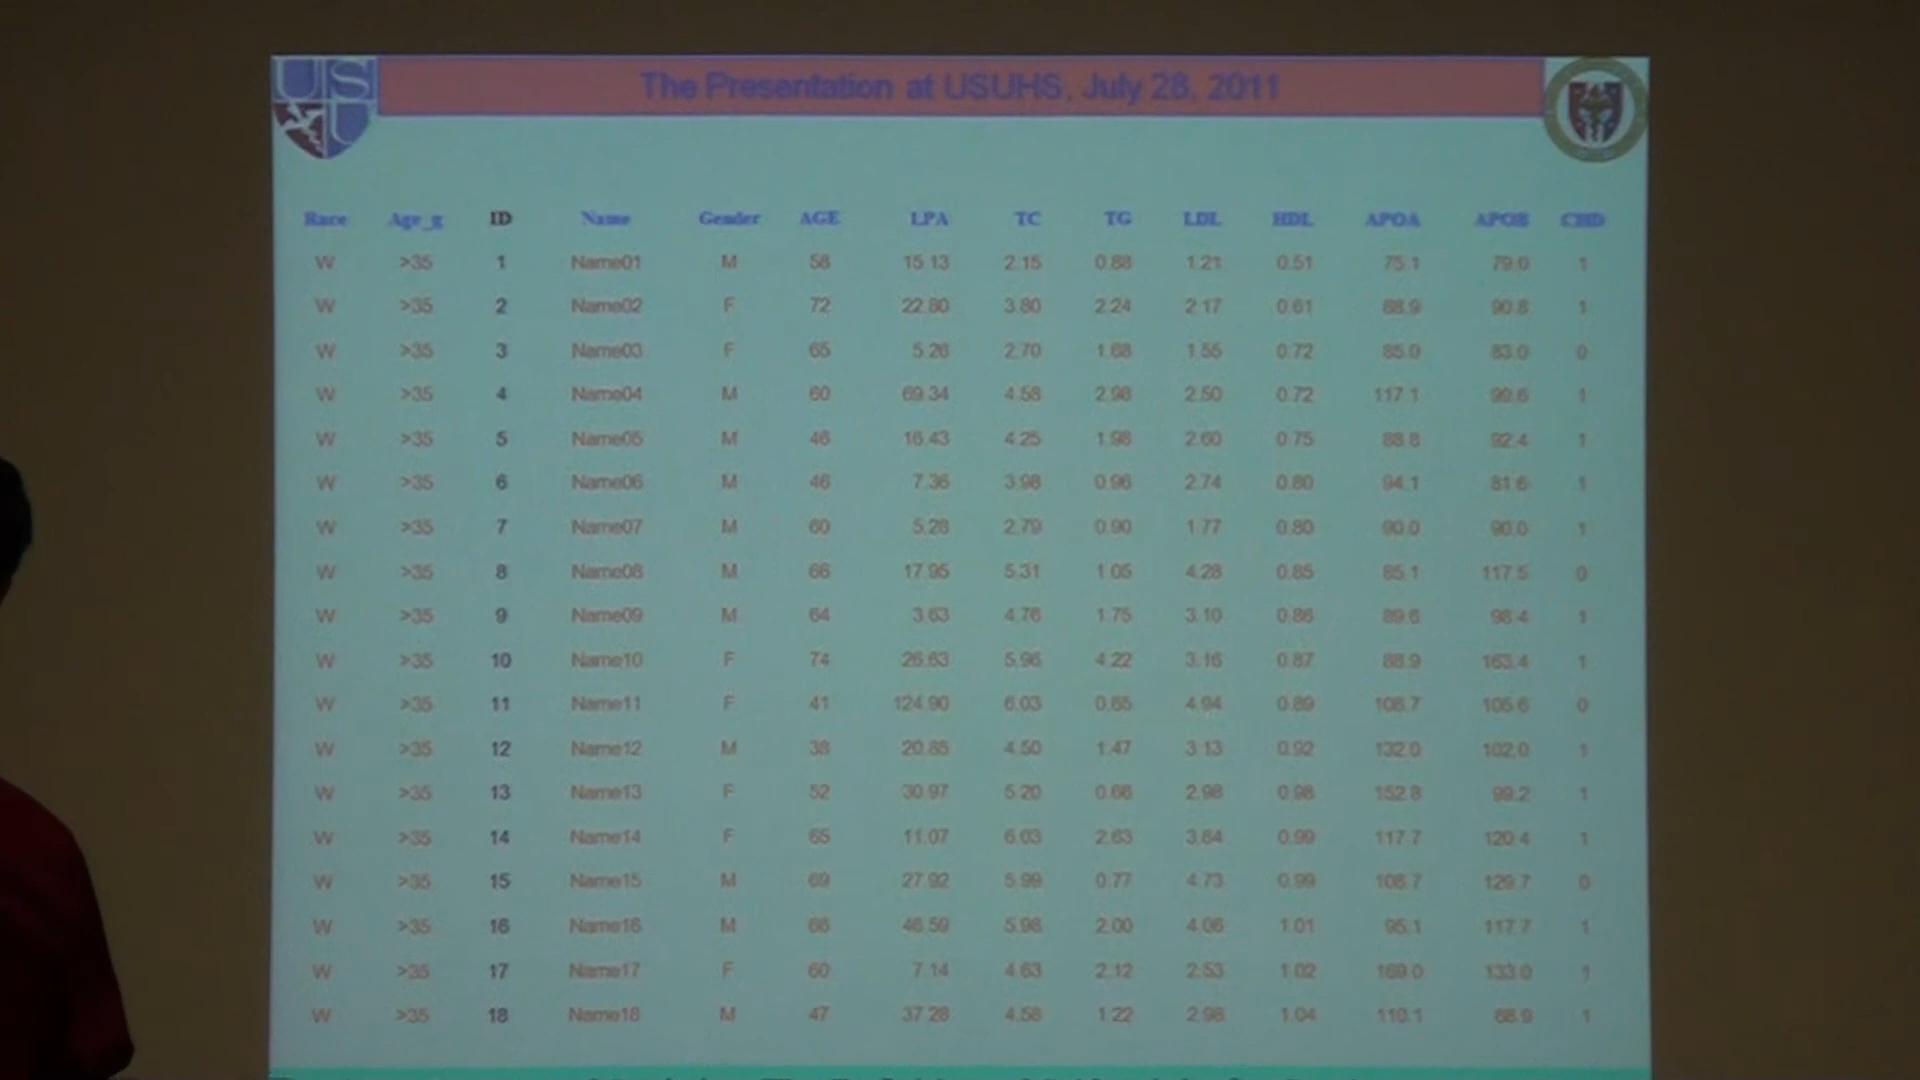 The Presentation at USUHS, July 28, 2011
USU
Race Age_g ID Name Gender AGE LPA TC TG LDL HDL APOA APOB CHD
W >35 1 Name01 M 58 15.13 2.15 0.88 1.21 0.51 75.1 79.0 1
W >35 2 Name02 F 72 22.80 3.80 2.24 2.17 0.61 88.9 90.8 1
W >35 3 Name03 F 65 5.26 2.70 1.68 1.55 0.72 85.0 83.0 0
W >35 4 Name04 M 60 69.34 4.58 2.98 2.50 0.72 117.1 99.6 1
W >35 5 Name05 M 46 16.43 4.25 1.98 2.60 0.75 88.8 92.4 1
W >35 6 Name06 M 46 7.36 3.98 0.96 2.74 0.80 94.1 81.6 1
W >35 7 Name07 M 60 5.28 2.79 0.90 1.77 0.80 90.0 90.0 1
W >35 8 Name08 M 66 17.95 5.31 1.05 4.28 0.85 85.1 117.5 0
W >35 9 Name09 M 64 3.63 4.76 1.75 3.10 0.86 89.6 98.4 1
W >35 10 Name10 F 74 26.63 5.96 4.22 3.16 0.87 88.9 163.4 1
W >35 11 Name11 F 41 124.90 6.03 0.65 4.94 0.89 108.7 105.6 0
W >35 12 Name12 M 38 20.85 4.50 1.47 3.13 0.92 132.0 102.0 1
W >35 13 Name13 F 52 30.97 5.20 0.66 2.98 0.98 152.8 99.2 1
W >35 14 Name14 F 65 11.07 6.03 2.63 3.84 0.99 117.7 120.4 1
W >35 15 Name15 M 69 27.92 5.99 0.77 4.73 0.99 108.7 129.7 0
W >35 16 Name16 M 66 46.59 5.98 2.00 4.06 1.01 95.1 117.7 1
W >35 17 Name17 F 60 7.14 4.63 2.12 2.53 1.02 169.0 133.0 1
W >35 18 Name18 M 47 37.28 4.58 1.22 2.98 1.04 110.1 68.9 1